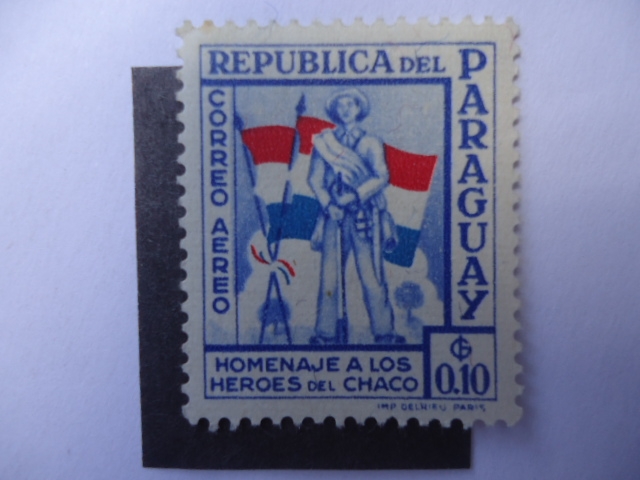 REPUBLICA DEL
PARAGUAY
CORREO AEREO
HOMENAJE A LOS
HEROES DEL CHACO
G 0.10
IMP. DELRIEU. PARIS